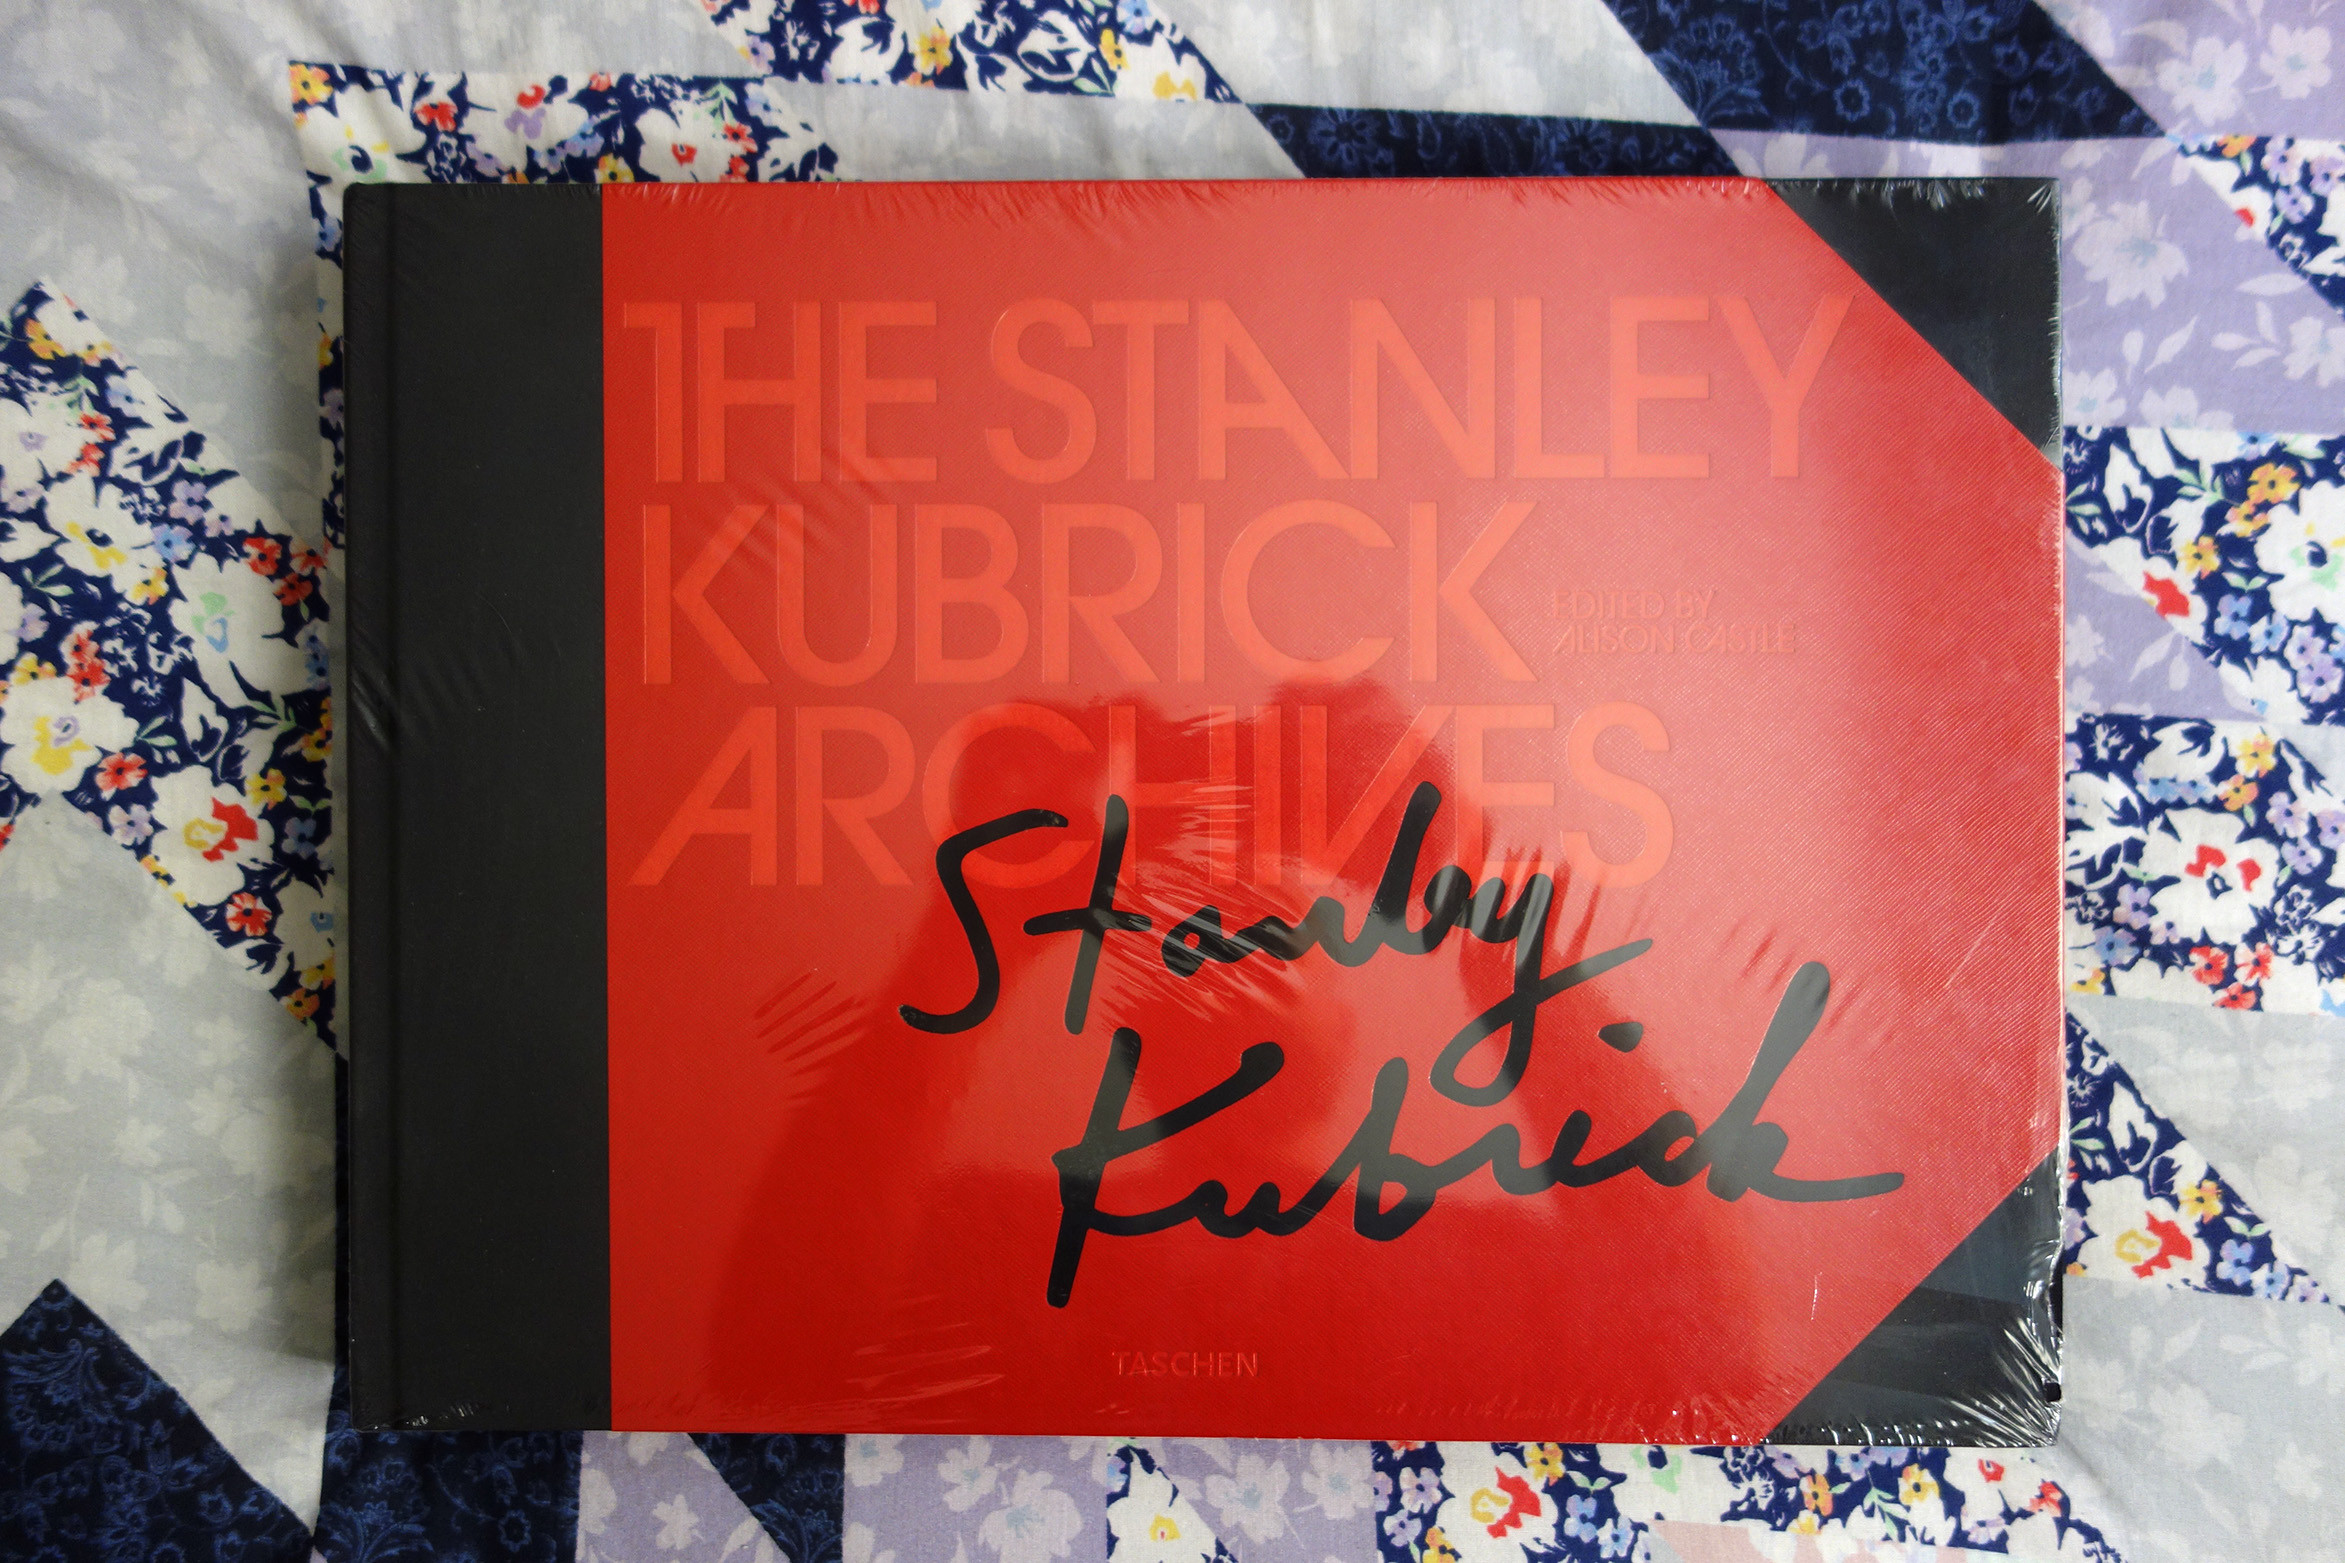 THE STANLEY
KUBRICK
EDITED BY
ALISON CASTLE
ARCHIVES
Stanley
Kubrick
TASCHEN